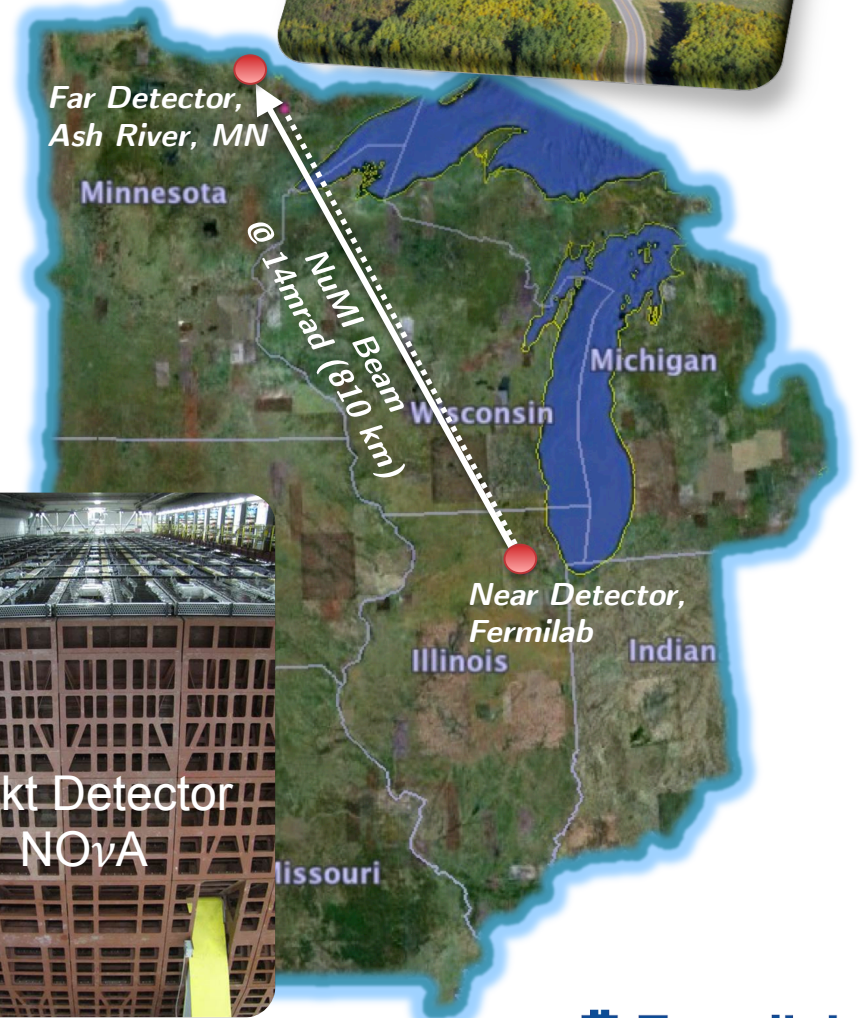 Far Detector,
Ash River, MN
Minnesota
NuMI Beam
@ 14mrad (810 km)
Michigan
Wisconsin
Near Detector,
Fermilab
Illinois
Indian
kt Detector
NOνA
issouri